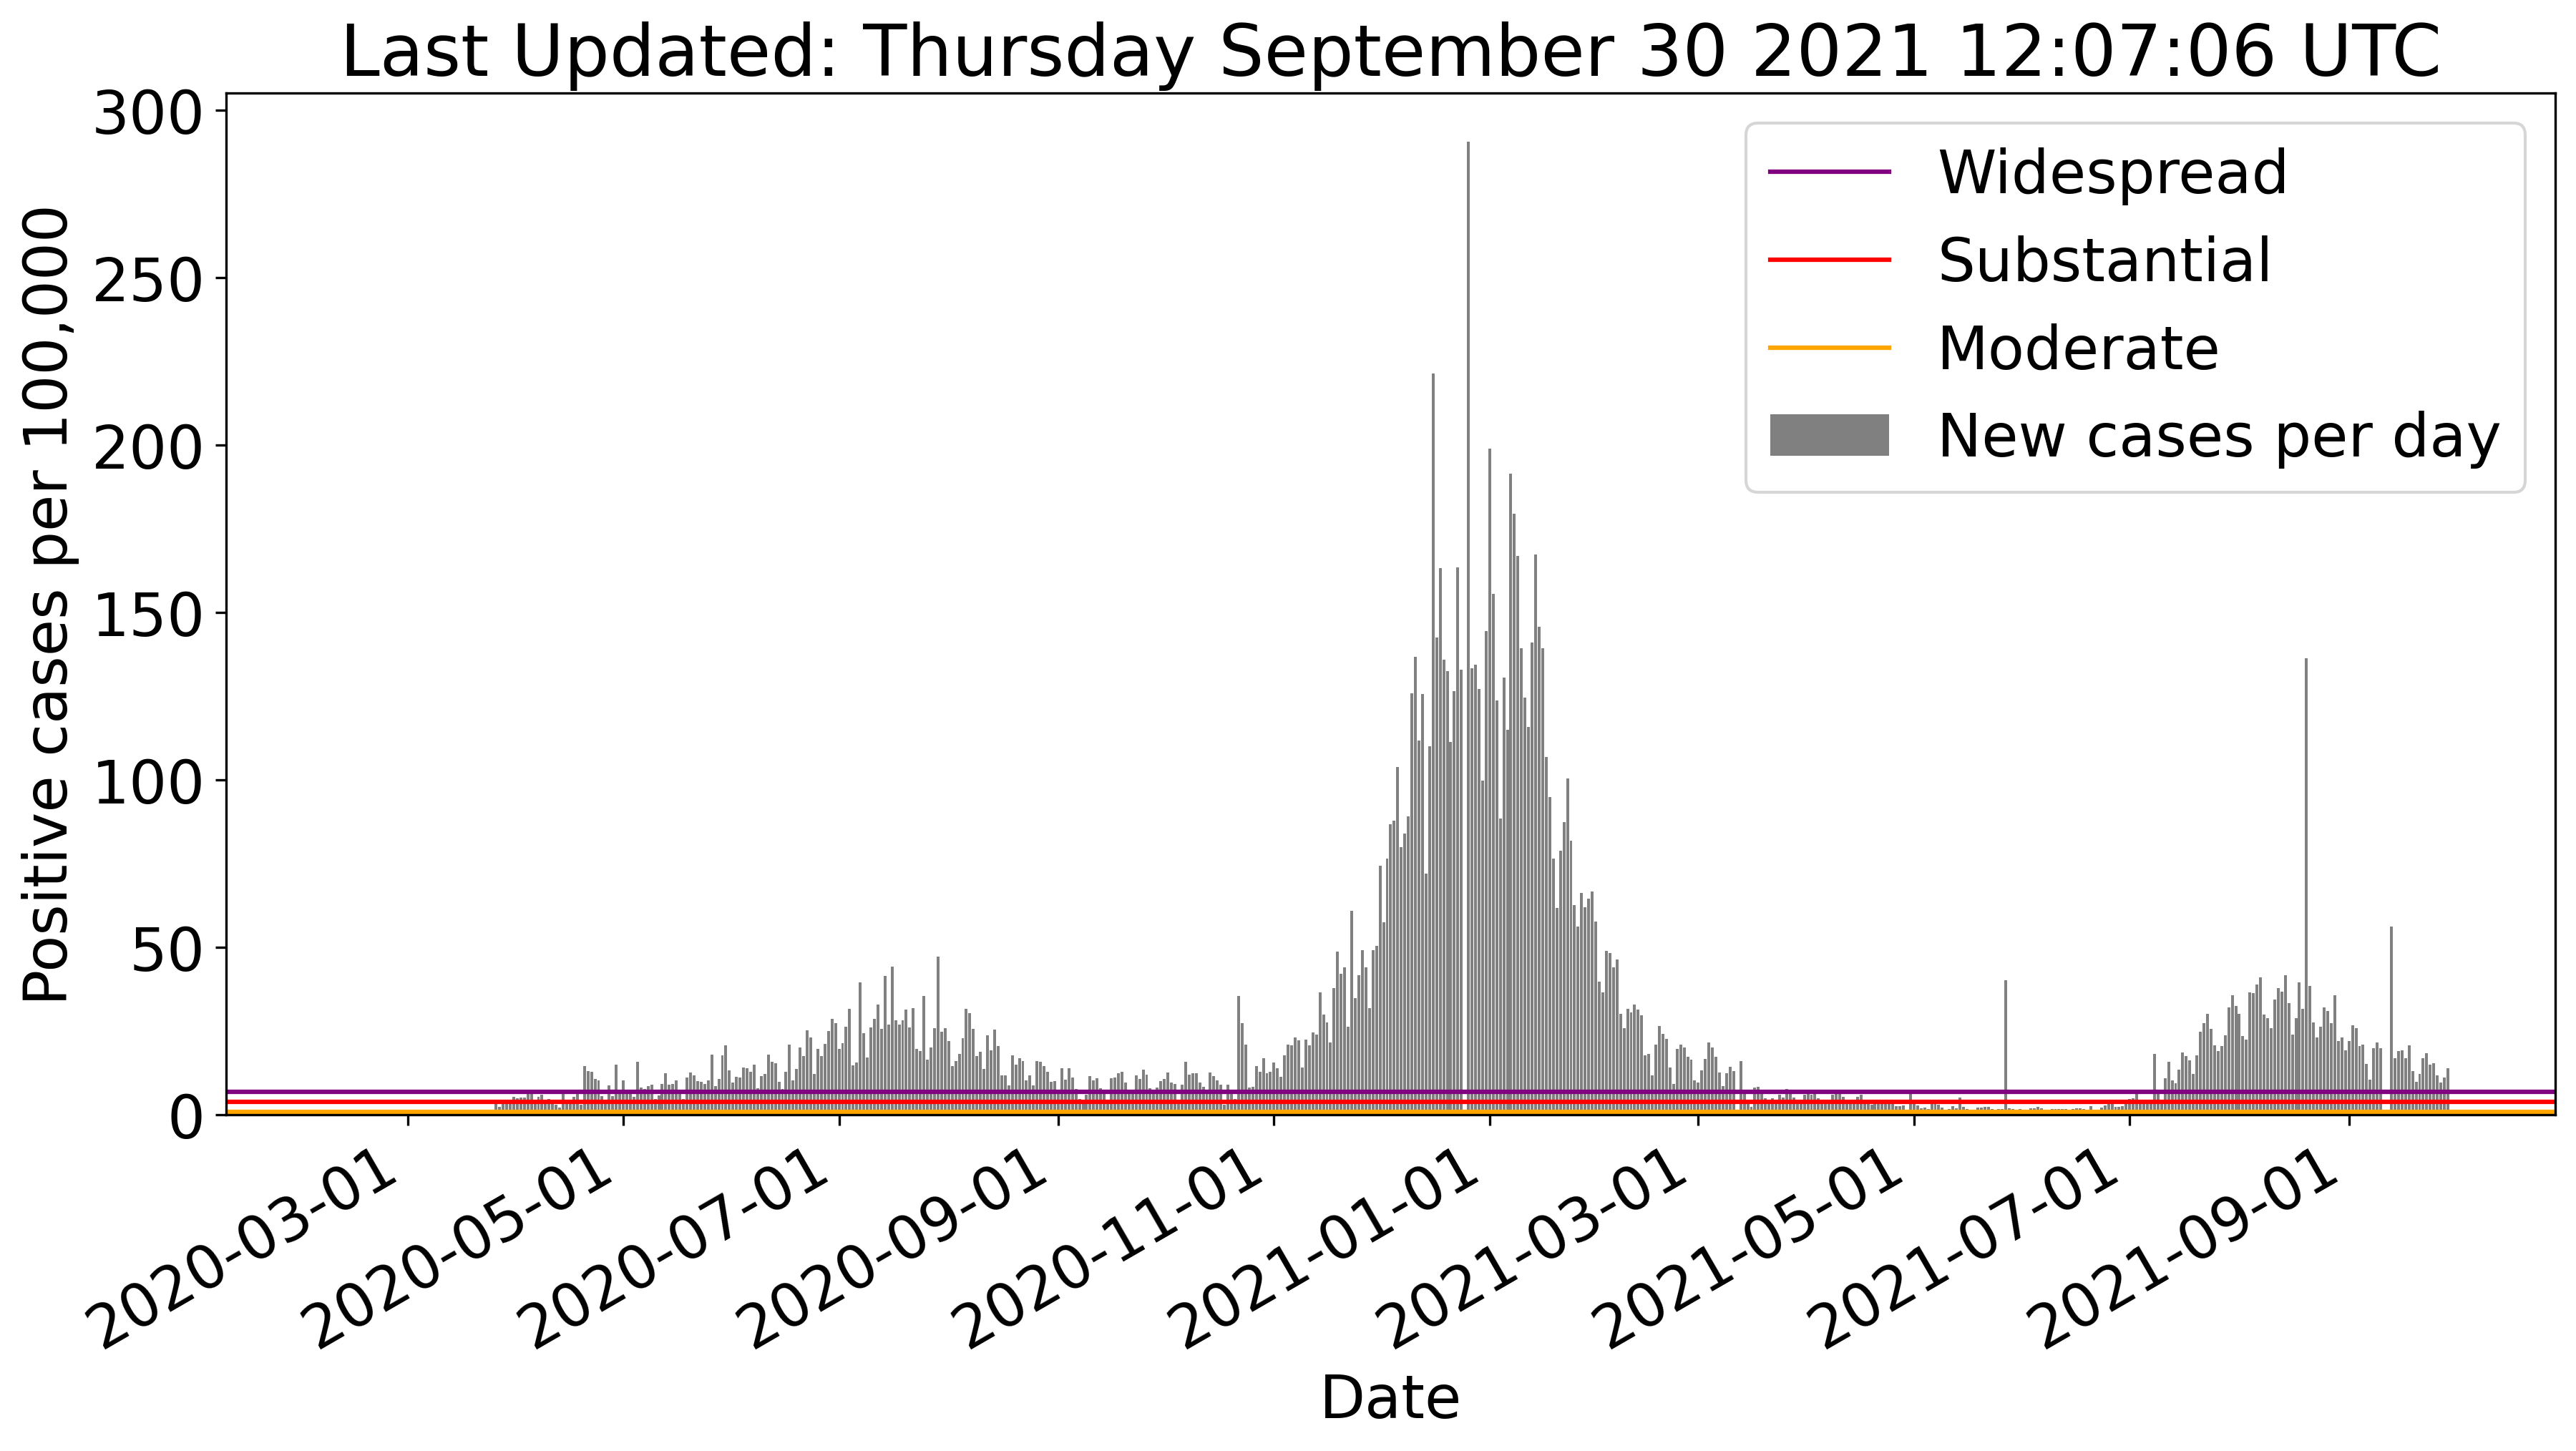 Last Updated: Thursday September 30 2021 12:07:06 UTC
300
250
200
150
100
50
0
Positive cases per 100,000
Widespread
Substantial
Moderate
New cases per day
2020-03-01
2020-05-01
2020-07-01
2020-09-01
2020-11-01
2021-01-01
2021-03-01
2021-05-01
2021-07-01
2021-09-01
Date